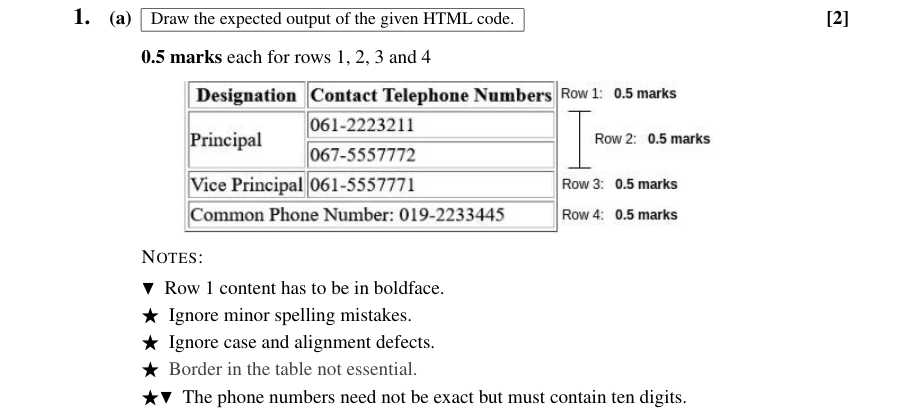 1. (a) Draw the expected output of the given HTML code. [2]
0.5 marks each for rows 1, 2, 3 and 4
Designation Contact Telephone Numbers Row 1: 0.5 marks
Principal 061-2223211
067-5557772 Row 2: 0.5 marks
Vice Principal 061-5557771 Row 3: 0.5 marks
Common Phone Number: 019-2233445 Row 4: 0.5 marks
NOTES:
▼ Row 1 content has to be in boldface.
★ Ignore minor spelling mistakes.
★ Ignore case and alignment defects.
★ Border in the table not essential.
★▼ The phone numbers need not be exact but must contain ten digits.